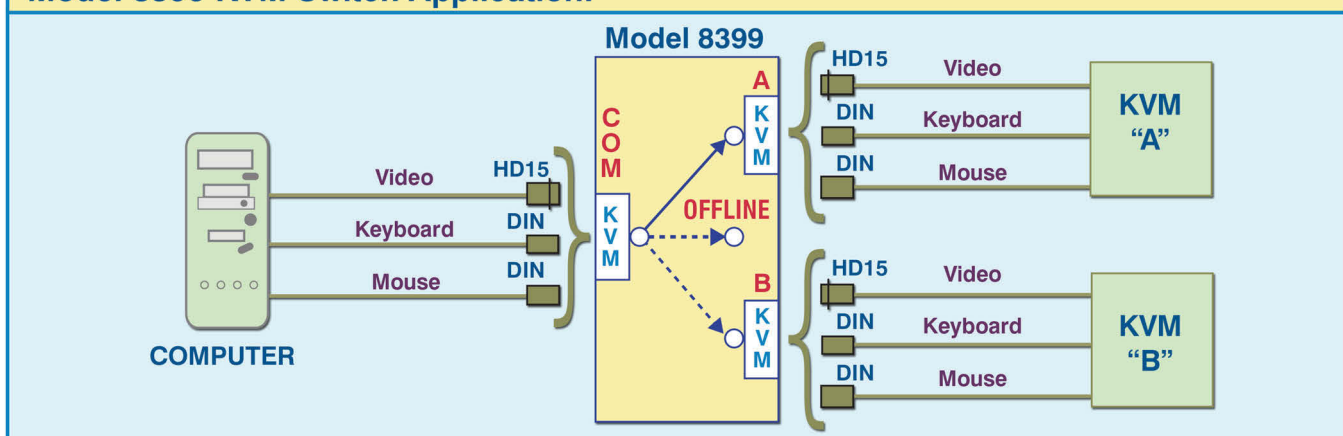 Model 8399
COM
KVM
A
KVM
OFFLINE
B
KVM
Video
HD15
Keyboard
DIN
Mouse
DIN
COMPUTER
HD15
Video
DIN
Keyboard
DIN
Mouse
KVM
“A”
HD15
Video
DIN
Keyboard
DIN
Mouse
KVM
“B”